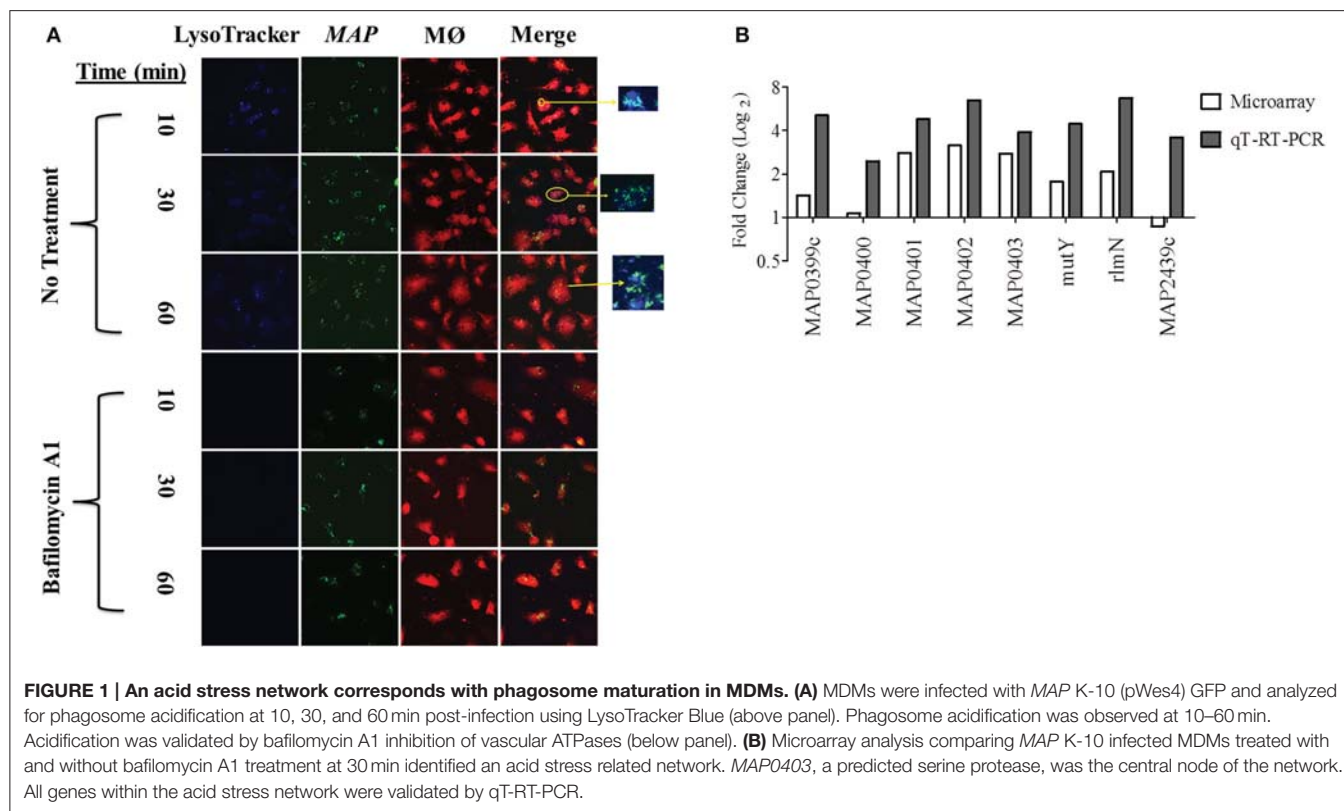 A
LysoTracker MAP MØ Merge
Time (min)
No Treatment
10
30
60
Bafilomycin A1
10
30
60
B
Fold Change (Log 2)
8
4
2
1
0.5
Microarray
qT-RT-PCR
MAP0399c
MAP0400
MAP0401
MAP0402
MAP0403
mutY
rlmN
MAP2439c
FIGURE 1 | An acid stress network corresponds with phagosome maturation in MDMs. (A) MDMs were infected with MAP K-10 (pWes4) GFP and analyzed
for phagosome acidification at 10, 30, and 60 min post-infection using LysoTracker Blue (above panel). Phagosome acidification was observed at 10–60 min.
Acidification was validated by bafilomycin A1 inhibition of vascular ATPases (below panel). (B) Microarray analysis comparing MAP K-10 infected MDMs treated with
and without bafilomycin A1 treatment at 30 min identified an acid stress related network. MAP0403, a predicted serine protease, was the central node of the network.
All genes within the acid stress network were validated by qT-RT-PCR.